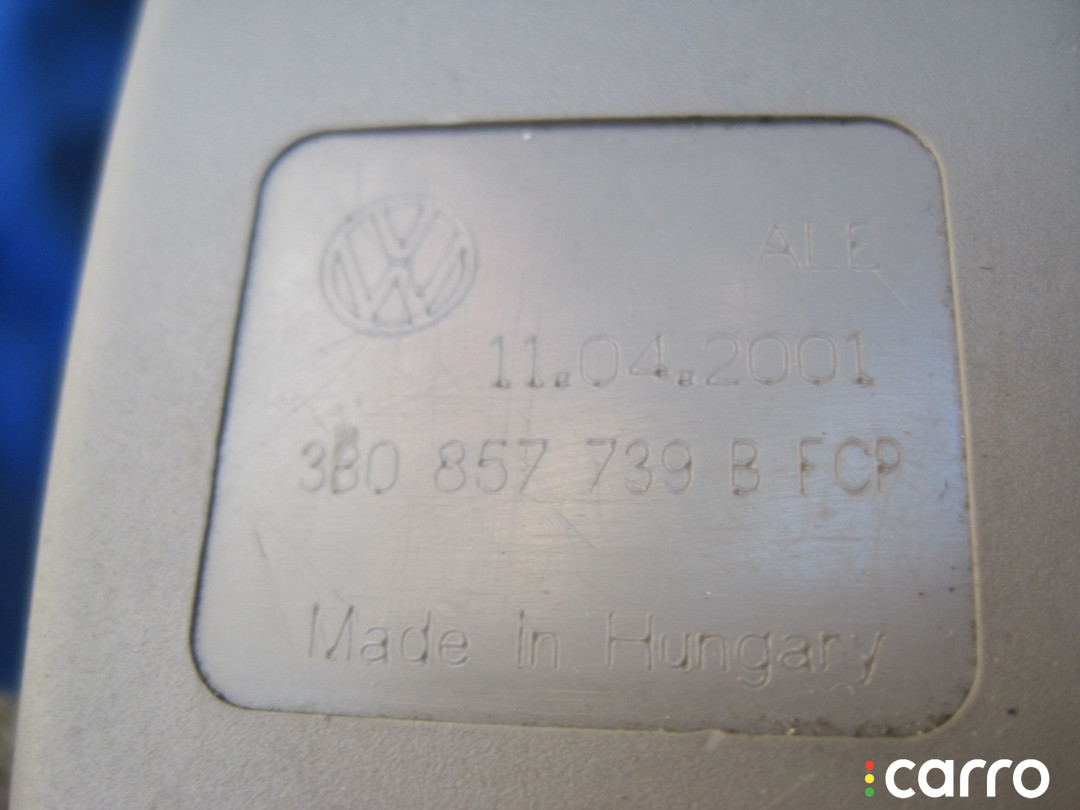 ALE
11.04.2001
3B0 857 739 B FCP
Made In Hungary
carro